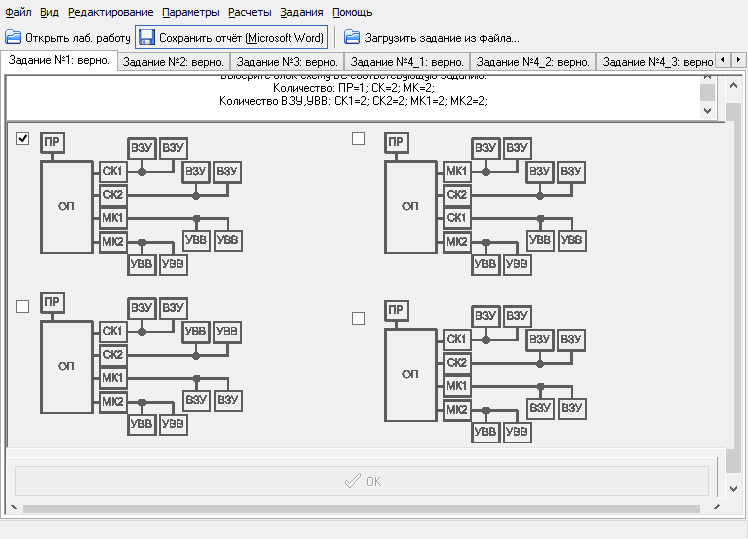 Файл Вид Редактирование Параметры Расчеты Задания Помощь
Открыть лаб. работу Сохранить отчёт (Microsoft Word) Загрузить задание из файла...
Задание №1: верно. Задание №2: верно. Задание №3: верно. Задание №4_1: верно. Задание №4_2: верно. Задание №4_3: верно.
Количество: ПР=1; СК=2; МК=2;
Количество ВЗУ,УВВ: СК1=2; СК2=2; МК1=2; МК2=2;
ПР
ВЗУ ВЗУ
СК1 ВЗУ ВЗУ
СК2
ОП
МК1
УВВ УВВ
МК2
УВВ УВВ
ПР
ВЗУ ВЗУ
МК1 ВЗУ ВЗУ
СК2
ОП
СК1
УВВ УВВ
МК2
УВВ УВВ
ПР
ВЗУ ВЗУ
СК1 УВВ УВВ
СК2
ОП
МК1
ВЗУ ВЗУ
МК2
УВВ УВВ
ПР
ВЗУ ВЗУ
СК1 ВЗУ ВЗУ
СК2
ОП
МК1
ВЗУ ВЗУ
МК2
УВВ УВВ
OK